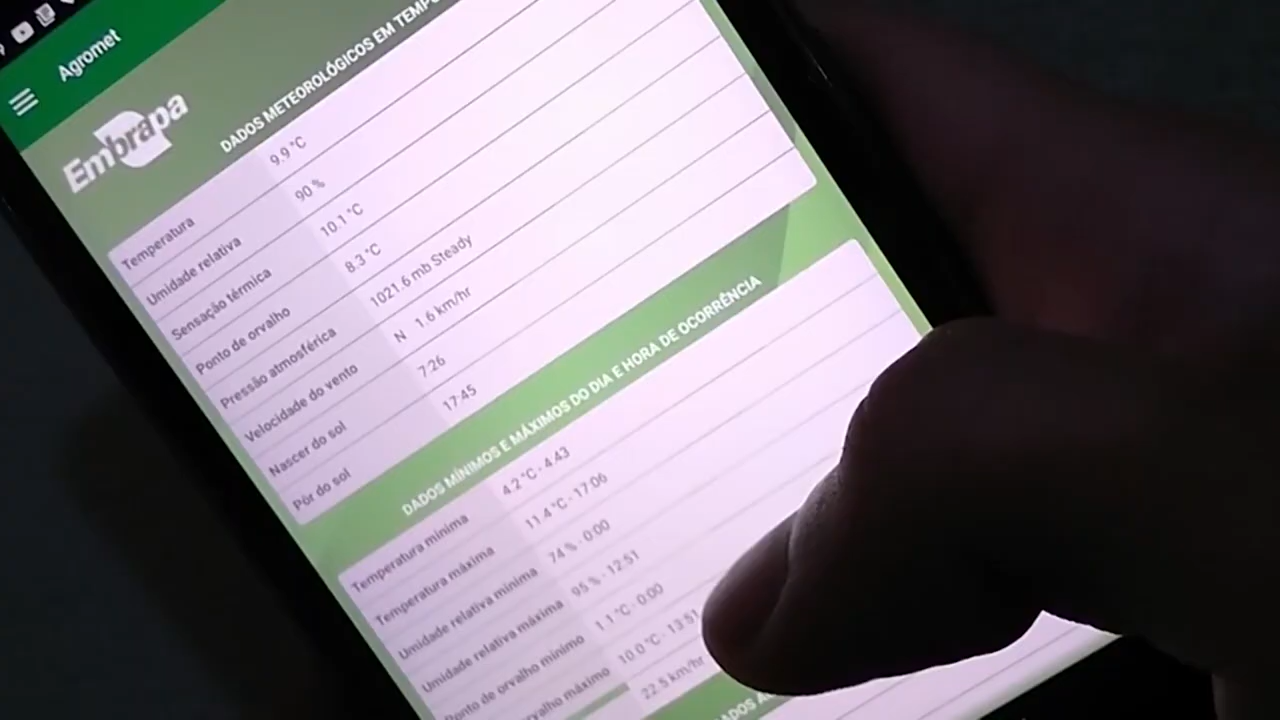 Agromet
Embrapa
DADOS METEOROLÓGICOS EM
Temperatura 9.9 °C
Umidade relativa 90 %
Sensação térmica 10.1 °C
Ponto de orvalho 8.3 °C
Pressão atmosférica 1021.6 mb Steady
Velocidade do vento N 1.6 km/hr
Nascer do sol 7:26
Pôr do sol 17:45
DADOS MÍNIMOS E MÁXIMOS DO DIA E HORA DE OCORRÊNCIA
Temperatura mínima 4.2 °C - 4:43
Temperatura máxima 11.4 °C - 17:06
Umidade relativa mínima 74 % - 0:00
Umidade relativa máxima 95 % - 12:51
Ponto de orvalho mínimo 1.1 °C - 0:00
máximo 10.0 °C - 13:51
22.5 km/hr